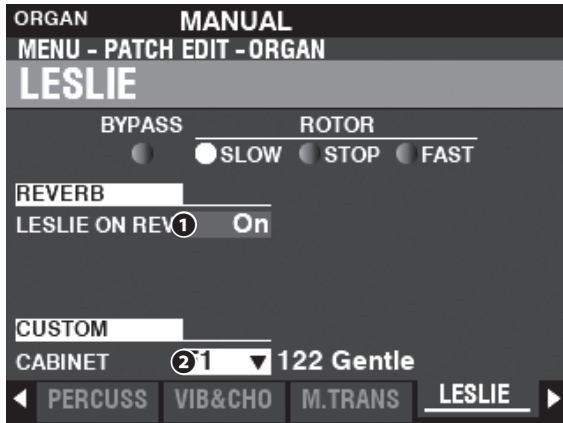 ORGAN MANUAL
MENU - PATCH EDIT - ORGAN
LESLIE
BYPASS ROTOR
SLOW STOP FAST
REVERB
LESLIE ON REV 1 On
CUSTOM
CABINET 2 1 ▼ 122 Gentle
◀ PERCUSS VIB&CHO M.TRANS LESLIE ▶